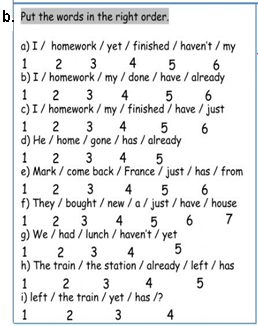 b. Put the words in the right order.
a) I / homework / yet / finished / haven't / my
1 2 3 4 5 6
b) I / homework / my / done / have / already
1 2 3 4 5 6
c) I / homework / my / finished / have / just
1 2 3 4 5 6
d) He / home / gone / has / already
1 2 3 4 5
e) Mark / come back / France / just / has / from
1 2 3 4 5 6
f) They / bought / new / a / just / have / house
1 2 3 4 5 6 7
g) We / had / lunch / haven't / yet
1 2 3 4 5
h) The train / the station / already / left / has
1 2 3 4 5
i) left / the train / yet / has /?
1 2 3 4